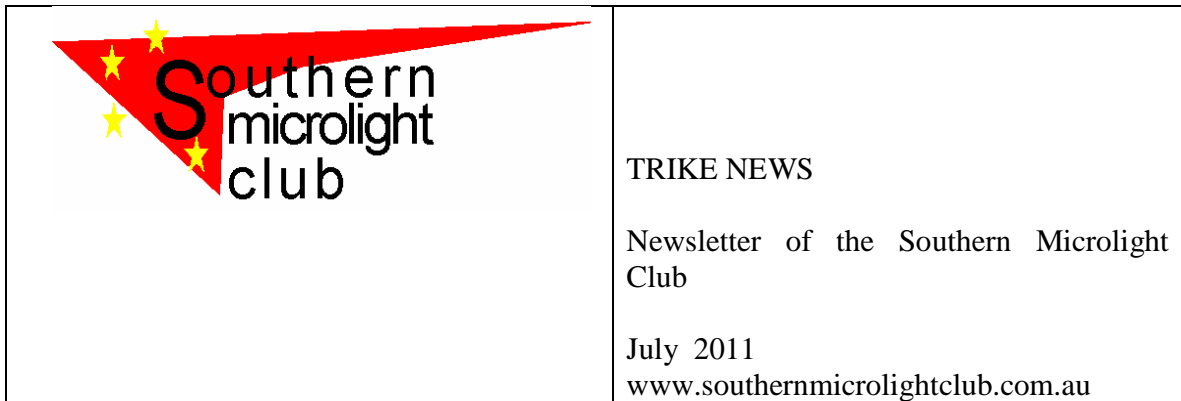 Southern
microlight
club
TRIKE NEWS
Newsletter of the Southern Microlight
Club
July 2011
www.southernmicrolightclub.com.au